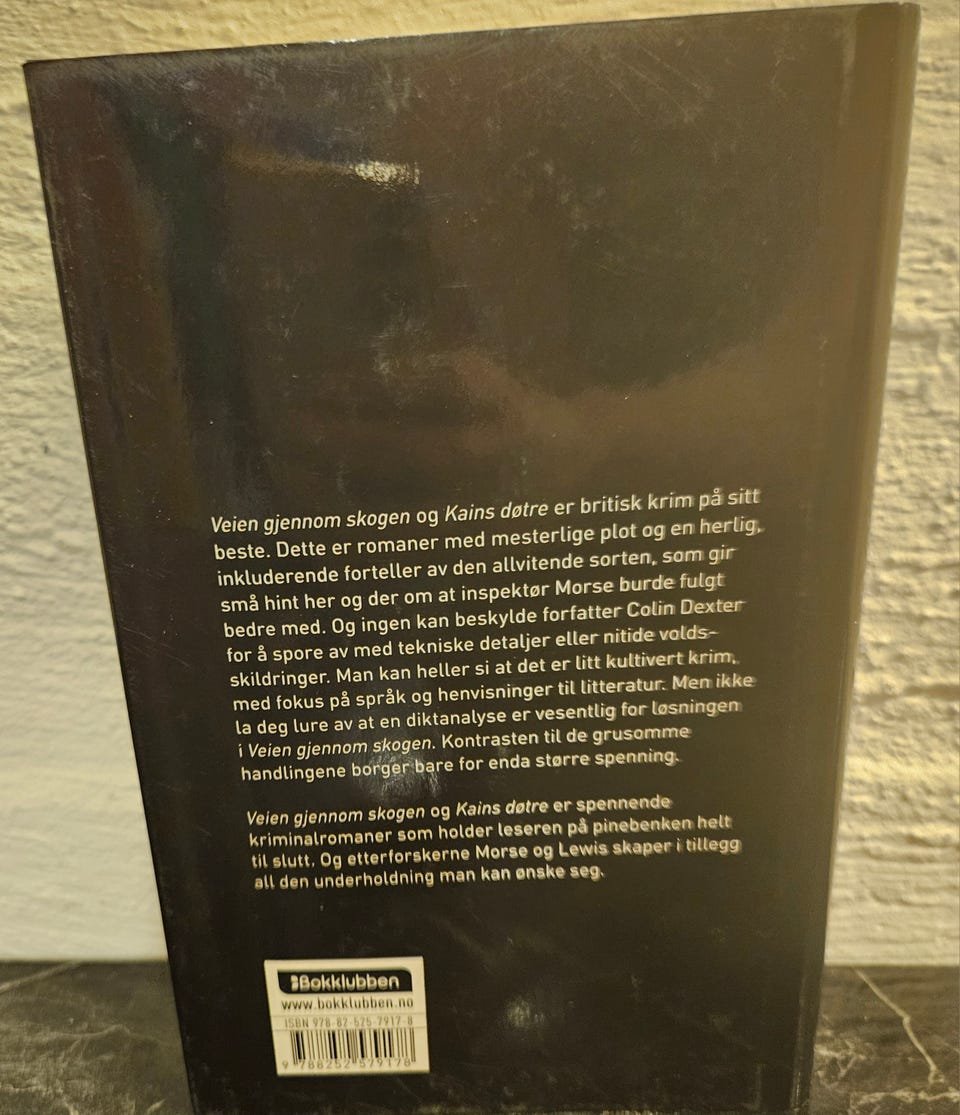 Veien gjennom skogen og Kains døtre er britisk krim på sitt
beste. Dette er romaner med mesterlige plot og en herlig,
inkluderende forteller av den allvitende sorten, som gir
små hint her og der om at inspektør Morse burde fulgt
bedre med. Og ingen kan beskylde forfatter Colin Dexter
for å spore av med tekniske detaljer eller nitide volds-
skildringer. Man kan heller si at det er litt kultivert krim,
med fokus på språk og henvisninger til litteratur. Men ikke
la deg lure av at en diktanalyse er vesentlig for løsningen
i Veien gjennom skogen. Kontrasten til de grusomme
handlingene borger bare for enda større spenning.
Veien gjennom skogen og Kains døtre er spennende
kriminalromaner som holder leseren på pinebenken helt
til slutt. Og etterforskerne Morse og Lewis skaper i tillegg
all den underholdning man kan ønske seg.
Bokklubben
www.bokklubben.no
ISBN 978-82-525-7917-8
9 788252 579178